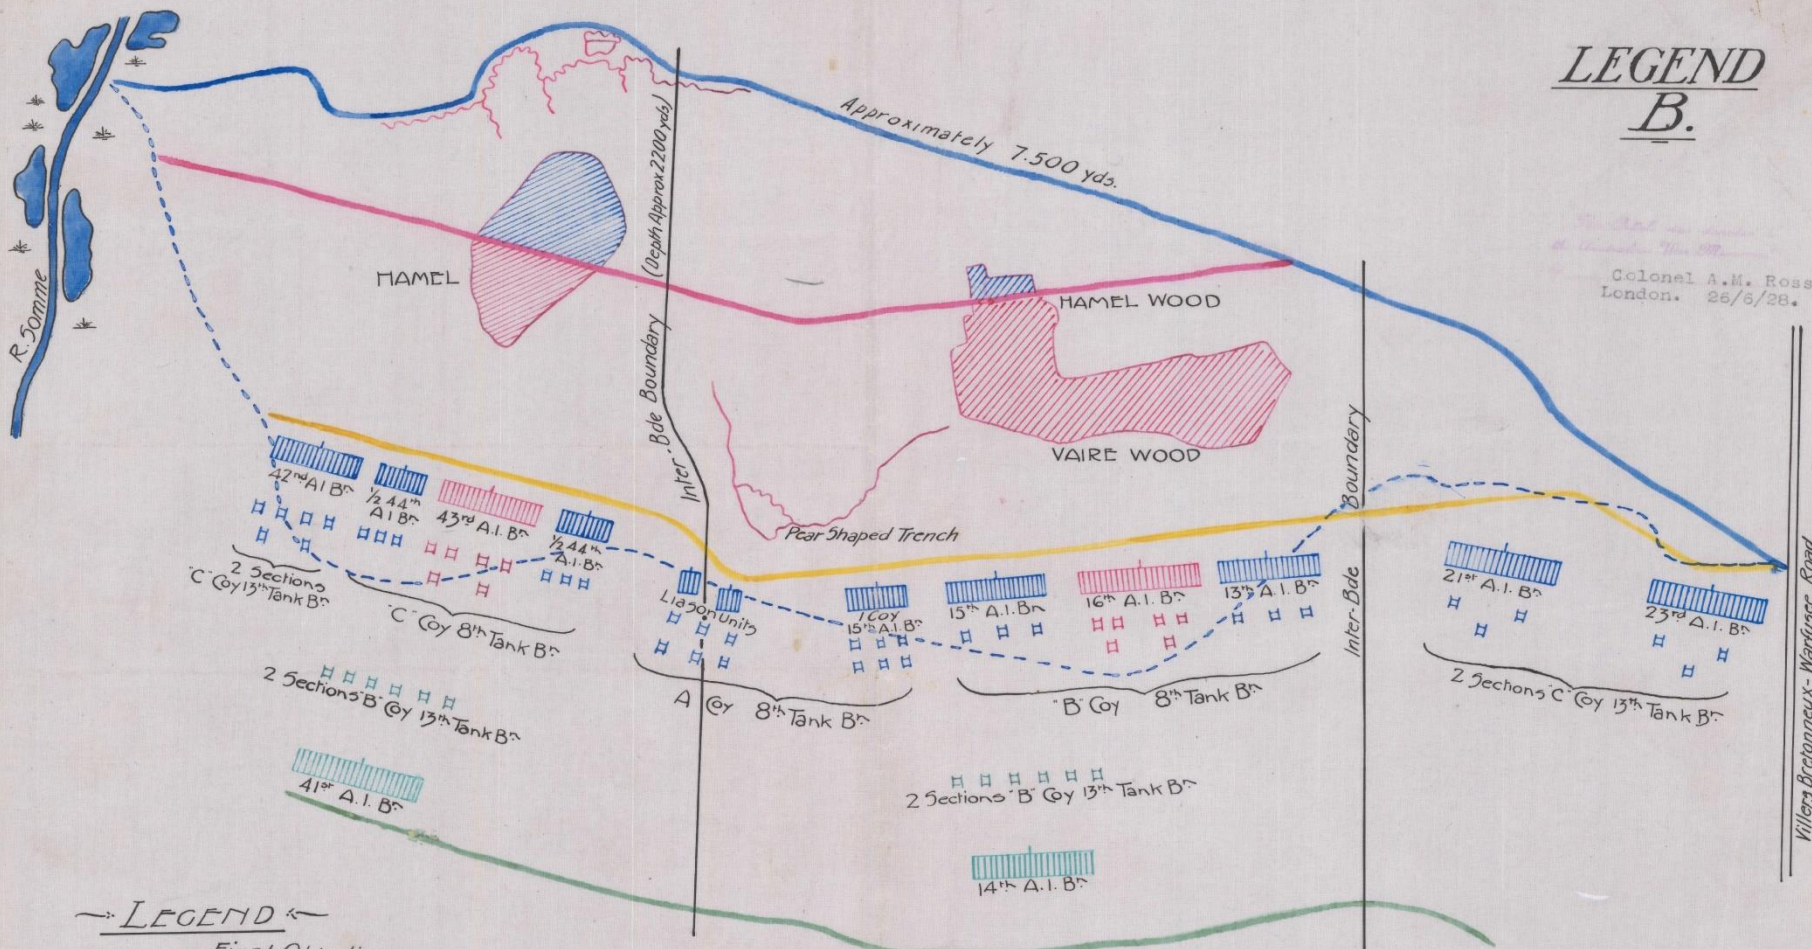 LEGEND
B.
Colonel A.M. Ross
London. 26/6/28.
Approximately 7.500 yds.
R. Somme
HAMEL
Inter-Bde Boundary (Depth Approx 2200 yds)
HAMEL WOOD
VAIRE WOOD
Pear Shaped Trench
Inter-Bde Boundary
Villers Bretonneux-Warfusee Road
42nd A I Bn
1/2 44th
A I Bn
43rd A.I. Bn
1/2 44th
A.I. Bn
Liason Units
1 Coy
15th A.I. Bn
15th A.I. Bn
16th A.I. Bn
13th A.I. Bn
21st A.I. Bn
23rd A.I. Bn
2 Sections
"C" Coy 13th Tank Bn
"C" Coy 8th Tank Bn
A Coy 8th Tank Bn
"B" Coy 8th Tank Bn
2 Sections "C" Coy 13th Tank Bn
2 Sections "B" Coy 13th Tank Bn
41st A.I. Bn
2 Sections "B" Coy 13th Tank Bn
14th A.I. Bn
LEGEND